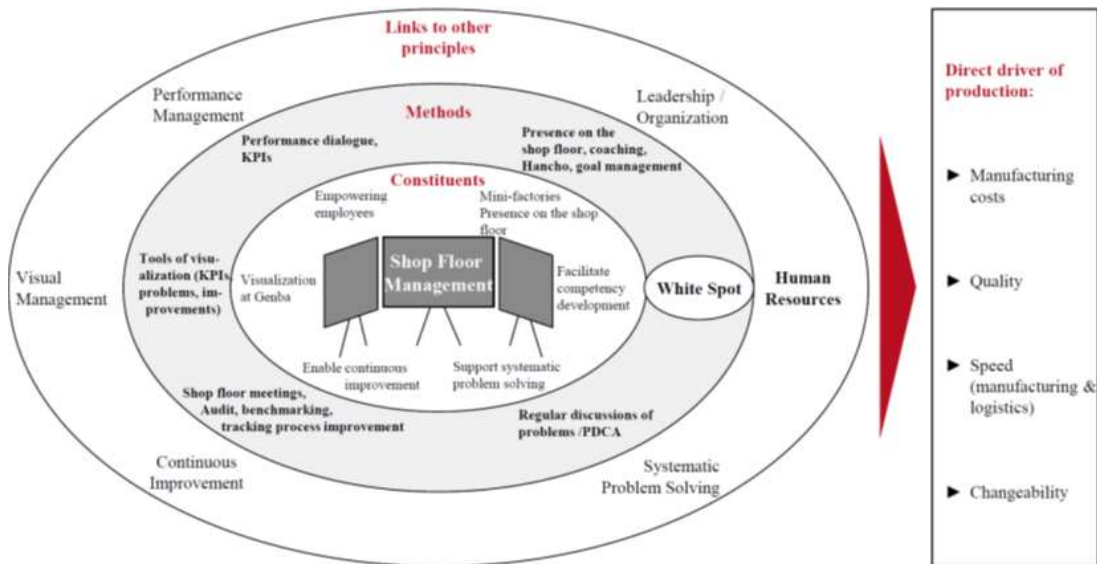 Links to other
principles
Performance
Management
Leadership /
Organization
Methods
Performance dialogue,
KPIs
Presence on the
shop floor, coaching,
Hancho, goal management
Constituents
Empowering
employees
Mini-factories
Presence on the shop
floor
Visual
Management
Tools of visu-
alization (KPIs,
problems, im-
provements)
Visualization
at Genba
Shop Floor
Management
Facilitate
competency
development
White Spot
Human
Resources
Enable continuous
improvement
Support systematic
problem solving
Shop floor meetings,
Audit, benchmarking,
tracking process improvement
Regular discussions of
problems /PDCA
Continuous
Improvement
Systematic
Problem Solving
Direct driver of
production:
► Manufacturing
costs
► Quality
► Speed
(manufacturing &
logistics)
► Changeability